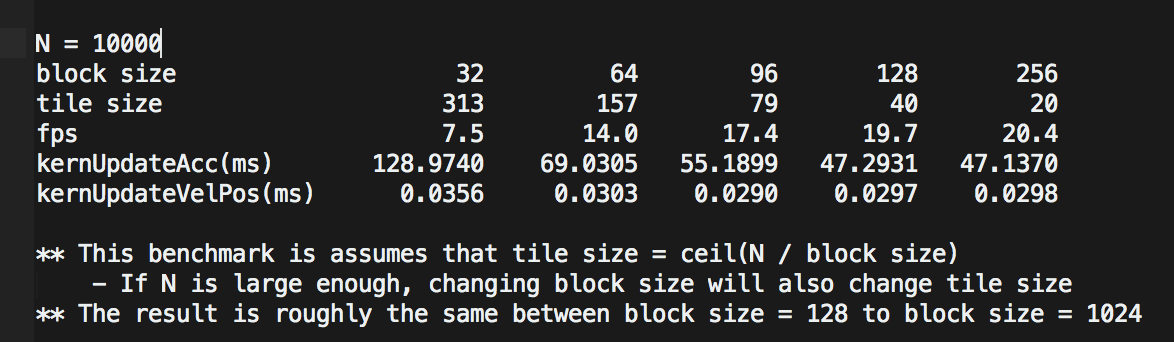 N = 10000
block size 32 64 96 128 256
tile size 313 157 79 40 20
fps 7.5 14.0 17.4 19.7 20.4
kernUpdateAcc(ms) 128.9740 69.0305 55.1899 47.2931 47.1370
kernUpdateVelPos(ms) 0.0356 0.0303 0.0290 0.0297 0.0298
** This benchmark is assumes that tile size = ceil(N / block size)
- If N is large enough, changing block size will also change tile size
** The result is roughly the same between block size = 128 to block size = 1024